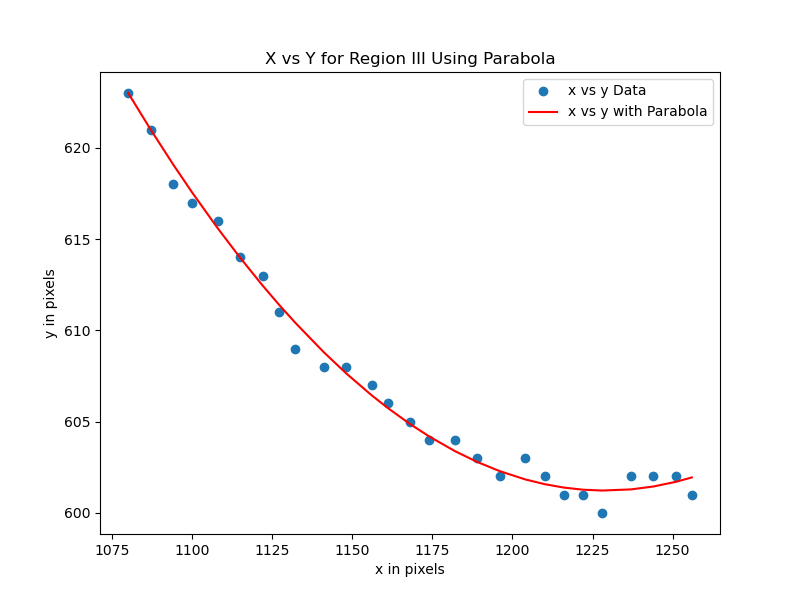 X vs Y for Region III Using Parabola
x vs y Data
x vs y with Parabola
y in pixels
620
615
610
605
600
1075 1100 1125 1150 1175 1200 1225 1250
x in pixels